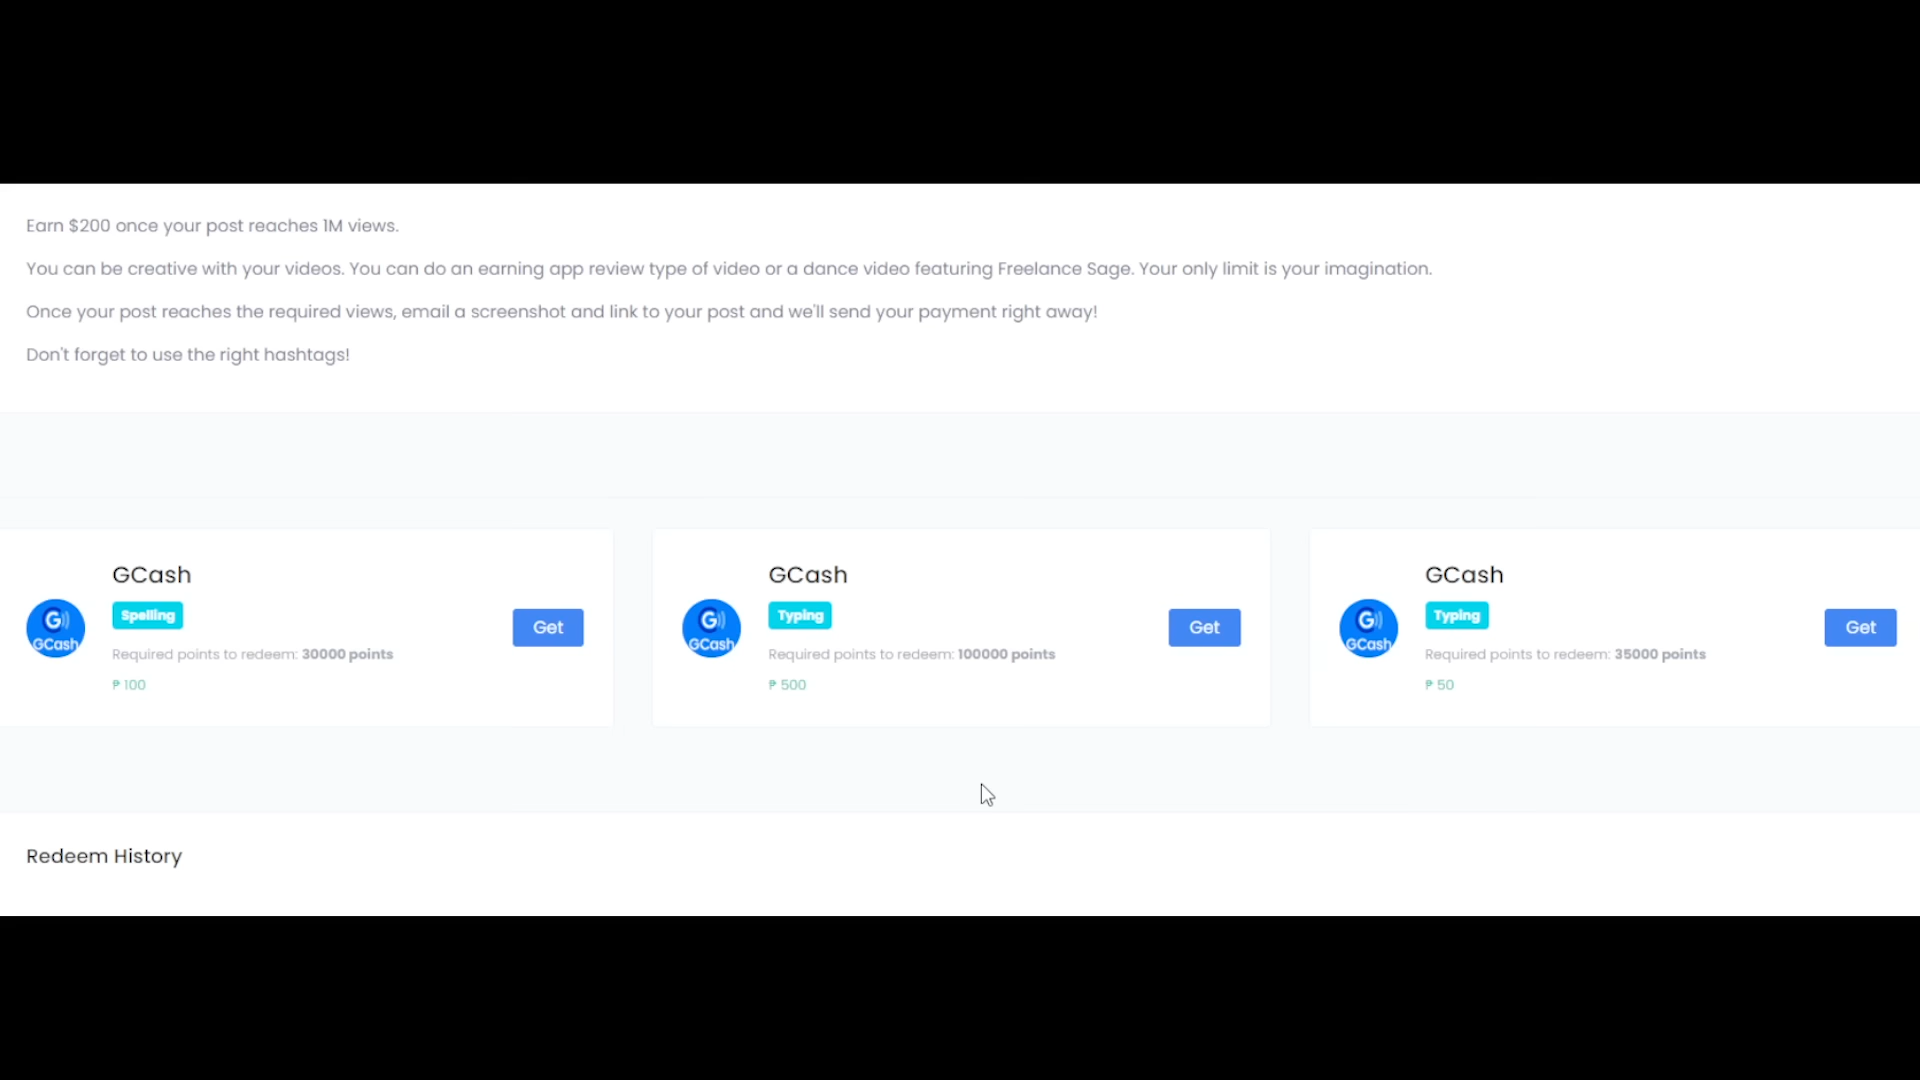 Earn $200 once your post reaches 1M views.
You can be creative with your videos. You can do an earning app review type of video or a dance video featuring Freelance Sage. Your only limit is your imagination.
Once your post reaches the required views, email a screenshot and link to your post and we'll send your payment right away!
Don't forget to use the right hashtags!
GCash
Spelling
G
GCash
Required points to redeem: 30000 points
₱ 100
Get
GCash
Typing
G
GCash
Required points to redeem: 100000 points
₱ 500
Get
GCash
Typing
G
GCash
Required points to redeem: 35000 points
₱ 50
Get
Redeem History